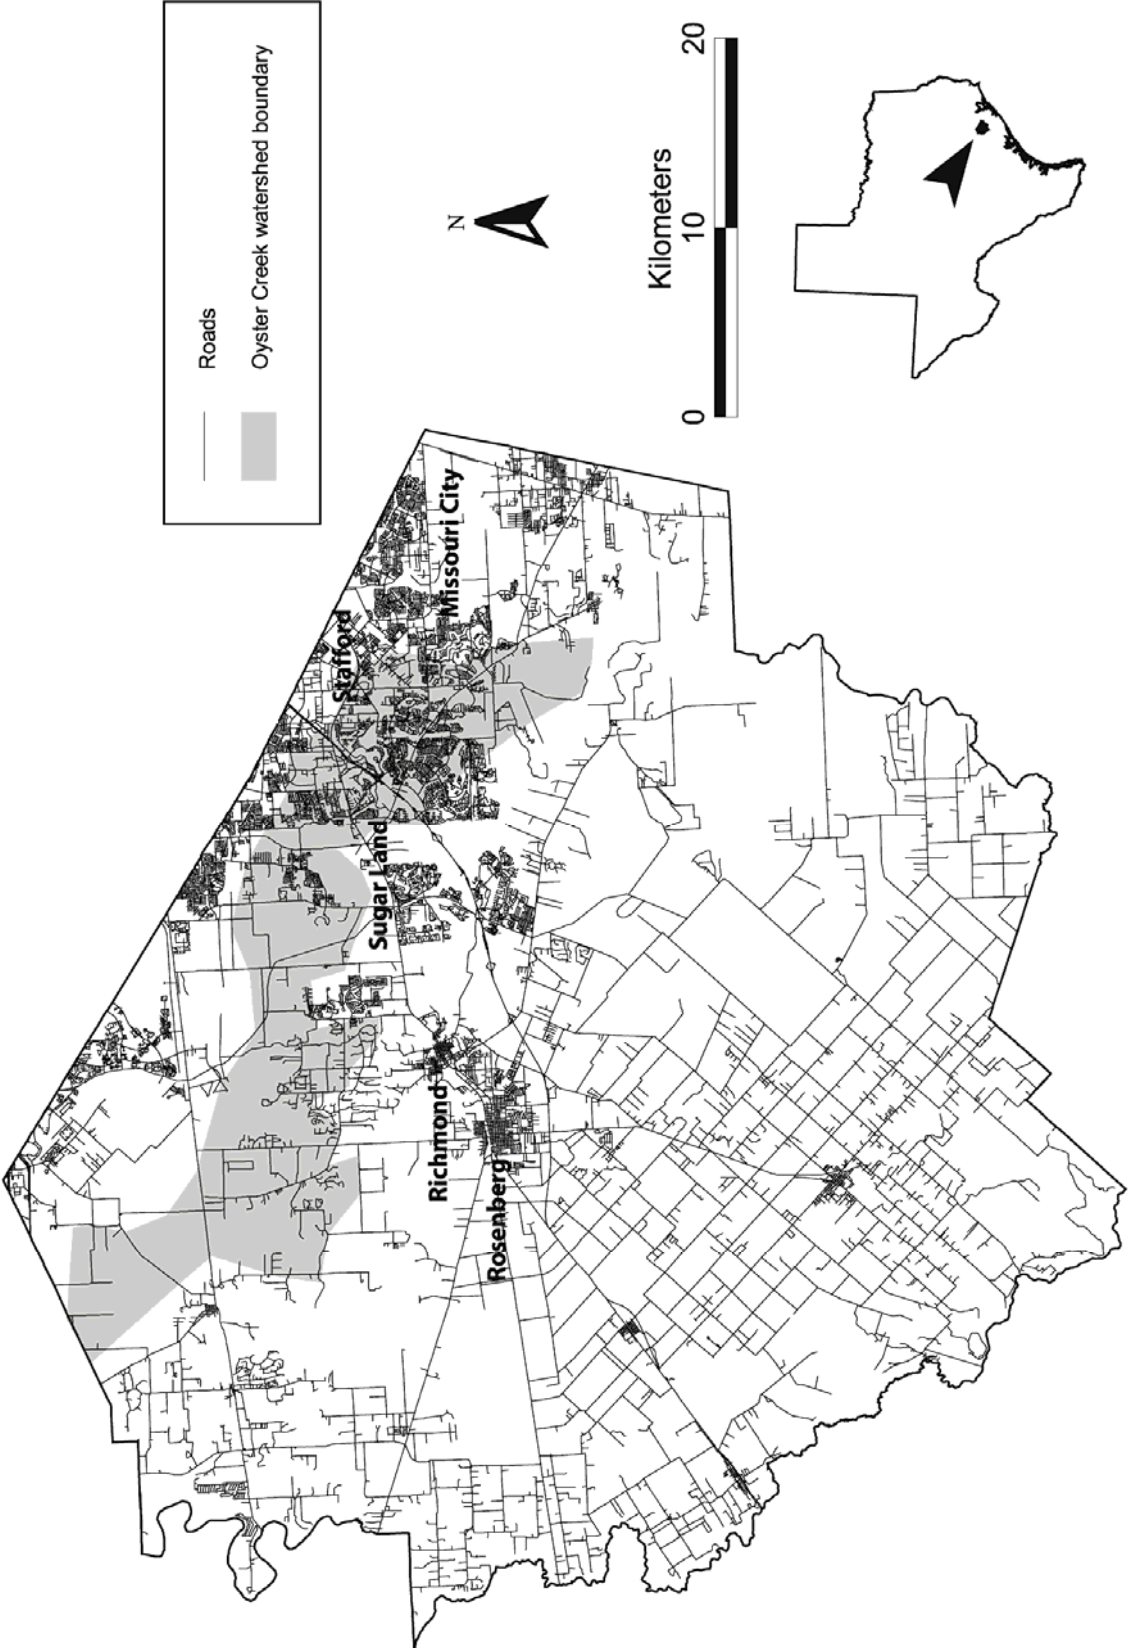 Roads
Oyster Creek watershed boundary
N
Kilometers
0 10 20
Stafford
Missouri City
Sugar Land
Richmond
Rosenberg